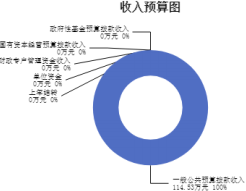 收入预算图
政府性基金预算拨款收入
0万元 0%
国有资本经营预算拨款收入
0万元 0%
财政专户管理资金收入
0万元 0%
单位资金
0万元 0%
上年结转
0万元 0%
一般公共预算拨款收入
114.53万元 100%